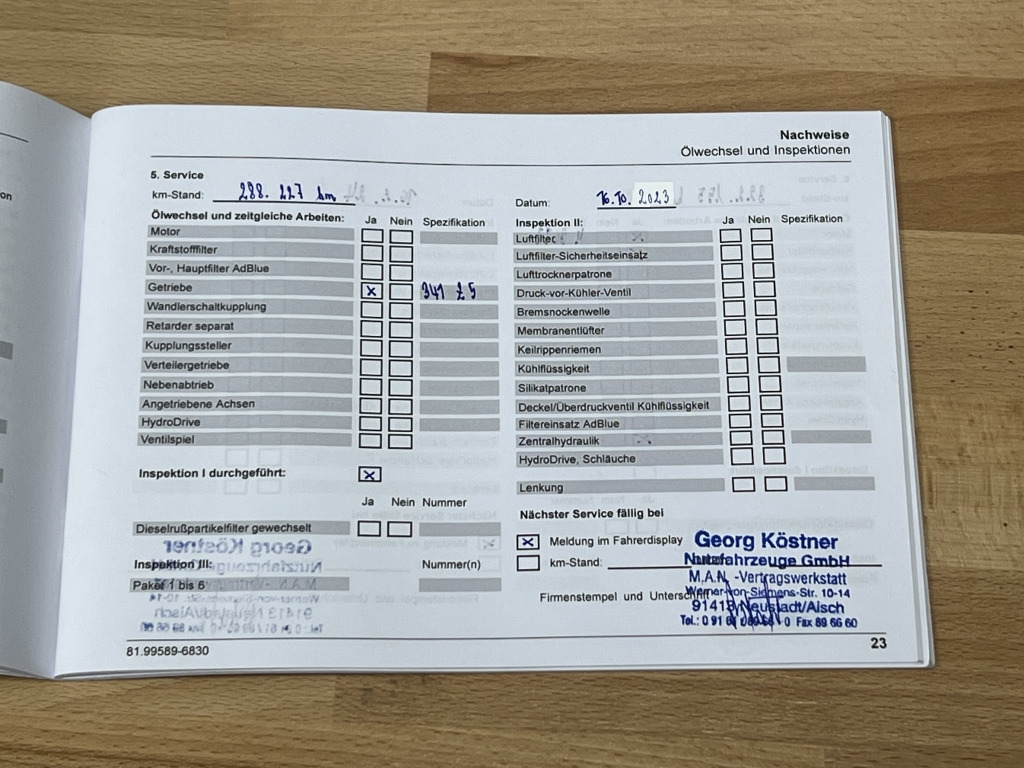 on
Nachweise
Ölwechsel und Inspektionen
5. Service
km-Stand: 288. 227 km
Datum: 16.10. 2023
Ölwechsel und zeitgleiche Arbeiten: Ja Nein Spezifikation
Motor
Kraftstofffilter
Vor-, Hauptfilter AdBlue
Getriebe x 341 Z5
Wandlerschaltkupplung
Retarder separat
Kupplungssteller
Verteilergetriebe
Nebenabtrieb
Angetriebene Achsen
HydroDrive
Ventilspiel
Inspektion I durchgeführt: x
Ja Nein Nummer
Dieselrußpartikelfilter gewechselt
Inspektion III: Nummer(n)
Paket 1 bis 6
Inspektion II: Ja Nein Spezifikation
Luftfilter
Luftfilter-Sicherheitseinsatz
Lufttrocknerpatrone
Druck-vor-Kühler-Ventil
Bremsnockenwelle
Membranentlüfter
Keilrippenriemen
Kühlflüssigkeit
Silikatpatrone
Deckel/Überdruckventil Kühlflüssigkeit
Filtereinsatz AdBlue
Zentralhydraulik
HydroDrive, Schläuche
Lenkung
Nächster Service fällig bei
x Meldung im Fahrerdisplay
km-Stand:
Firmenstempel und Unterschrift
Georg Köstner
Nutzfahrzeuge GmbH
M.A.N. -Vertragswerkstatt
Werner-von-Siemens-Str. 10-14
91413 Neustadt/Aisch
Tel.: 0 91 0 Fax 89 66 60
81.99589-6830
23